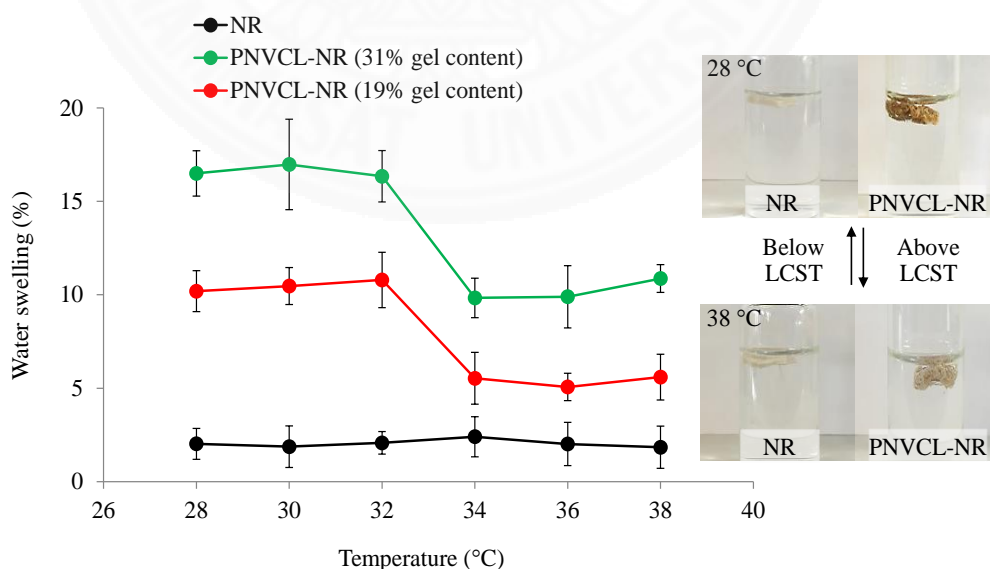 NR
PNVCL-NR (31% gel content)
PNVCL-NR (19% gel content)
Water swelling (%)
20
15
10
5
0
26 28 30 32 34 36 38 40
Temperature (°C)
28 °C
NR PNVCL-NR
Below Above
LCST LCST
38 °C
NR PNVCL-NR